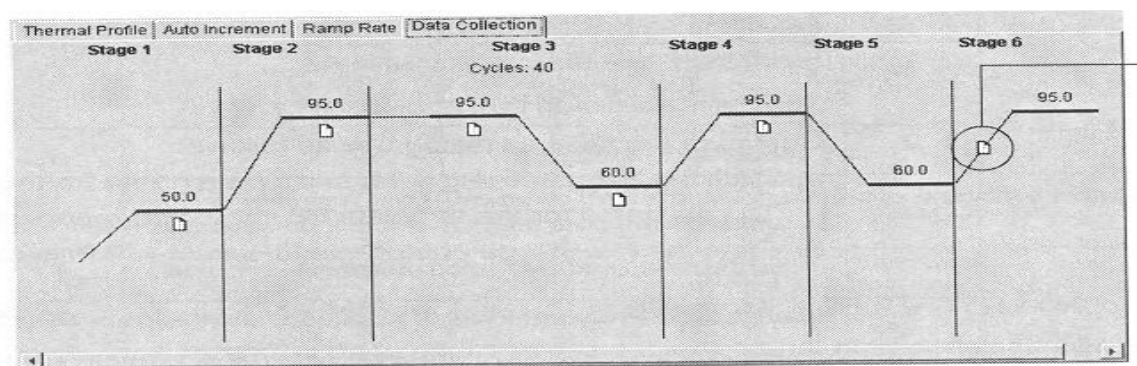 Thermal Profile Auto Increment Ramp Rate Data Collection
Stage 1 Stage 2 Stage 3 Stage 4 Stage 5 Stage 6
Cycles: 40
95.0 95.0 95.0 95.0
50.0 60.0 60.0